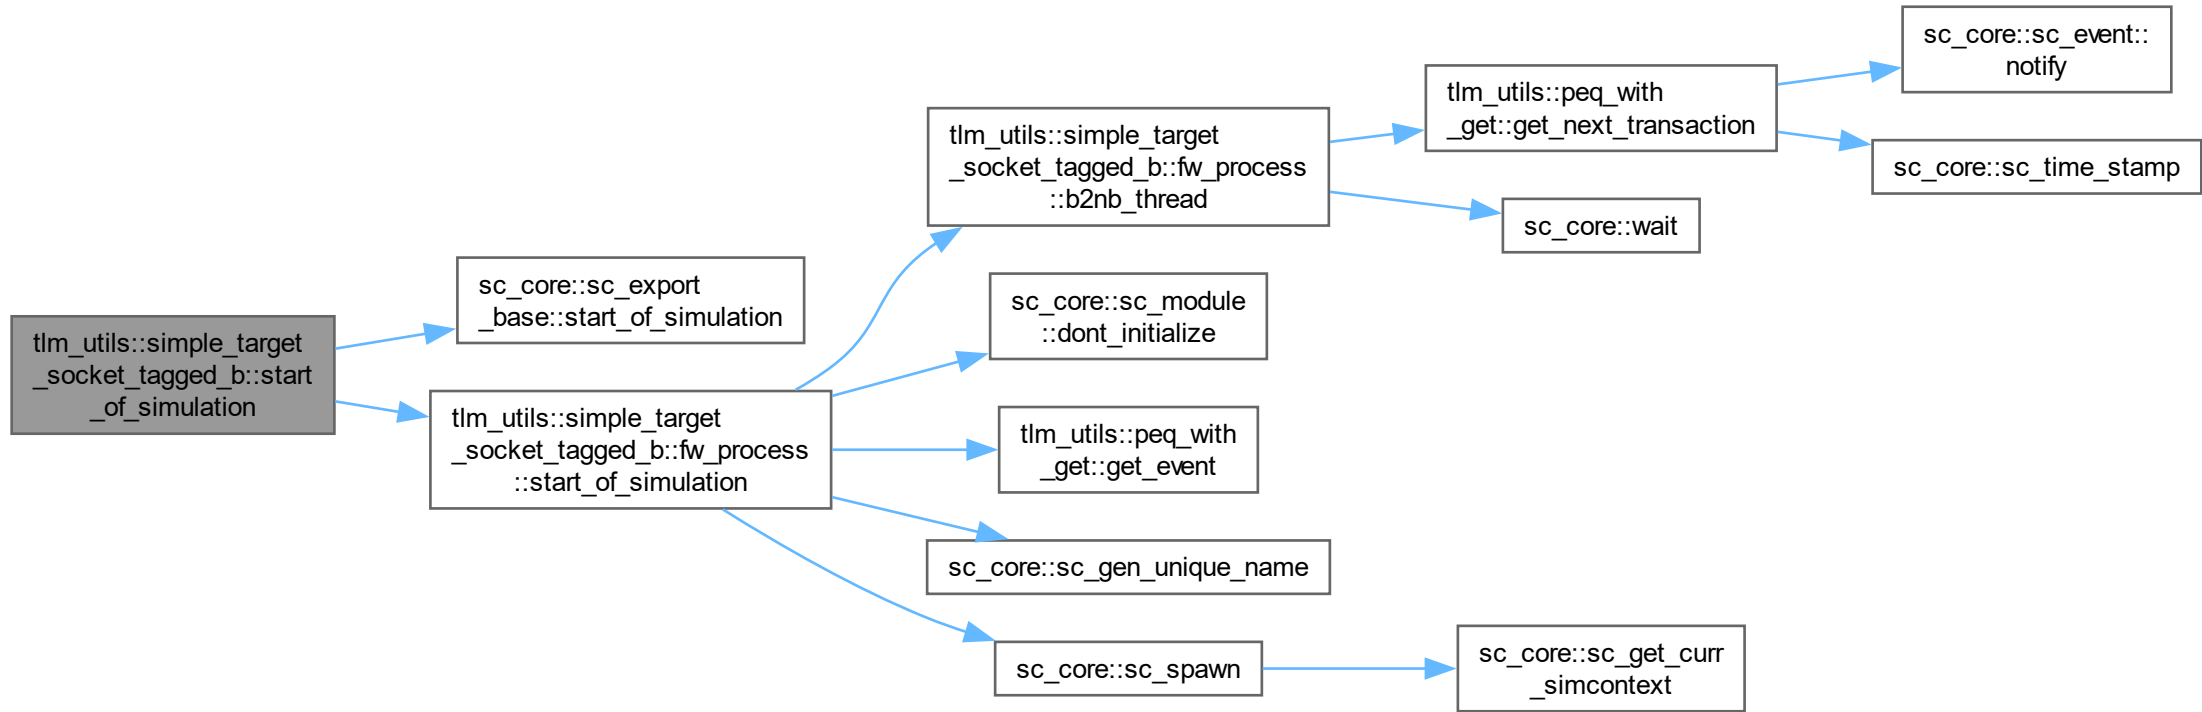 tlm_utils::simple_target
_socket_tagged_b::start
_of_simulation
sc_core::sc_export
_base::start_of_simulation
tlm_utils::simple_target
_socket_tagged_b::fw_process
::start_of_simulation
tlm_utils::simple_target
_socket_tagged_b::fw_process
::b2nb_thread
tlm_utils::peq_with
_get::get_next_transaction
sc_core::sc_event::
notify
sc_core::sc_time_stamp
sc_core::wait
sc_core::sc_module
::dont_initialize
tlm_utils::peq_with
_get::get_event
sc_core::sc_gen_unique_name
sc_core::sc_spawn
sc_core::sc_get_curr
_simcontext